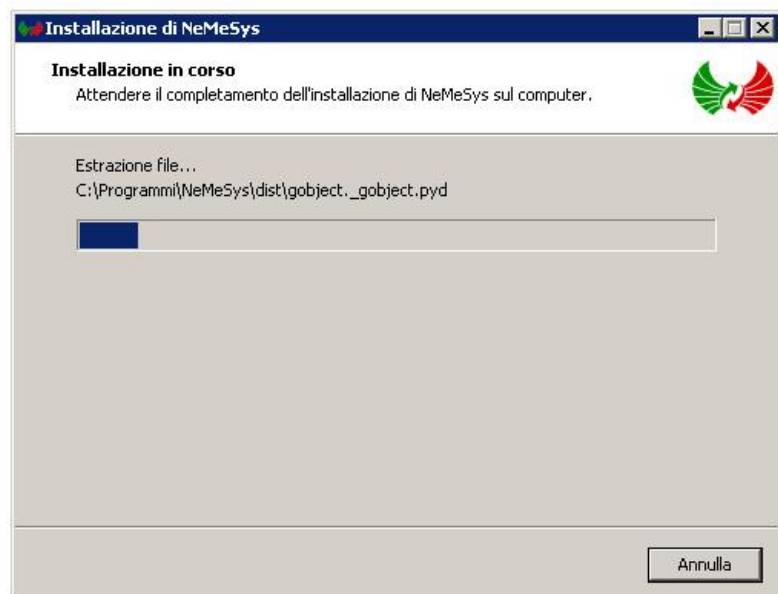 Installazione di NeMeSys
Installazione in corso
Attendere il completamento dell'installazione di NeMeSys sul computer.
Estrazione file...
C:\Programmi\NeMeSys\dist\gobject._gobject.pyd
Annulla